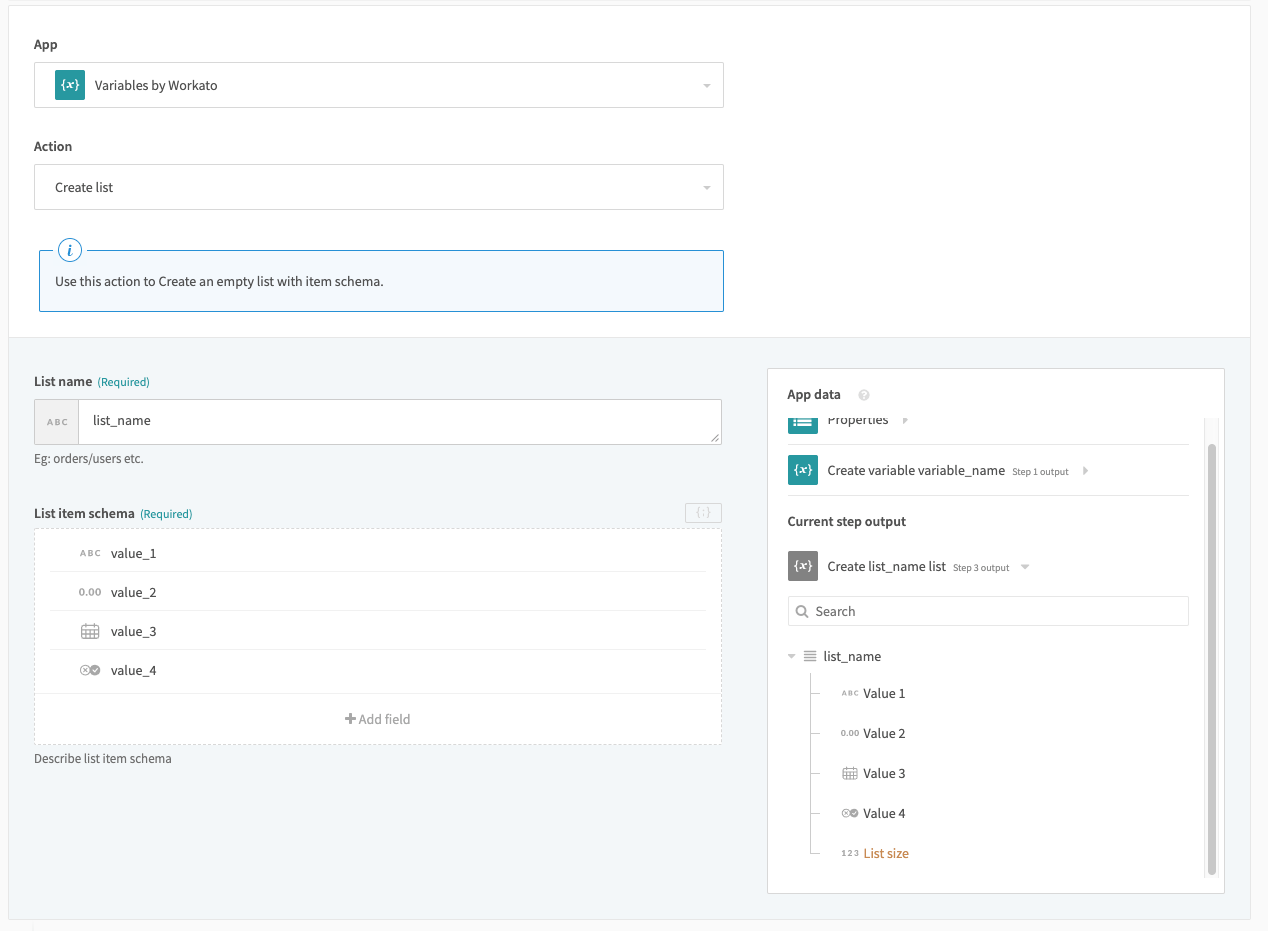 App
{x} Variables by Workato
Action
Create list
i
Use this action to Create an empty list with item schema.
List name (Required)
ABC list_name
Eg: orders/users etc.
List item schema (Required) {;}
ABC value_1
0.00 value_2
value_3
value_4
+ Add field
Describe list item schema
App data ?
Properties
{x} Create variable variable_name Step 1 output
Current step output
{x} Create list_name list Step 3 output
Search
list_name
ABC Value 1
0.00 Value 2
Value 3
Value 4
123 List size